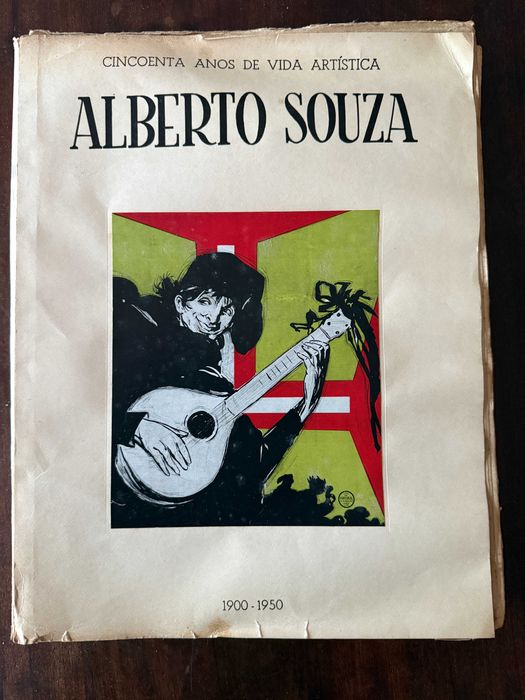 CINCOENTA ANOS DE VIDA ARTÍSTICA
ALBERTO SOUZA
1900 - 1950